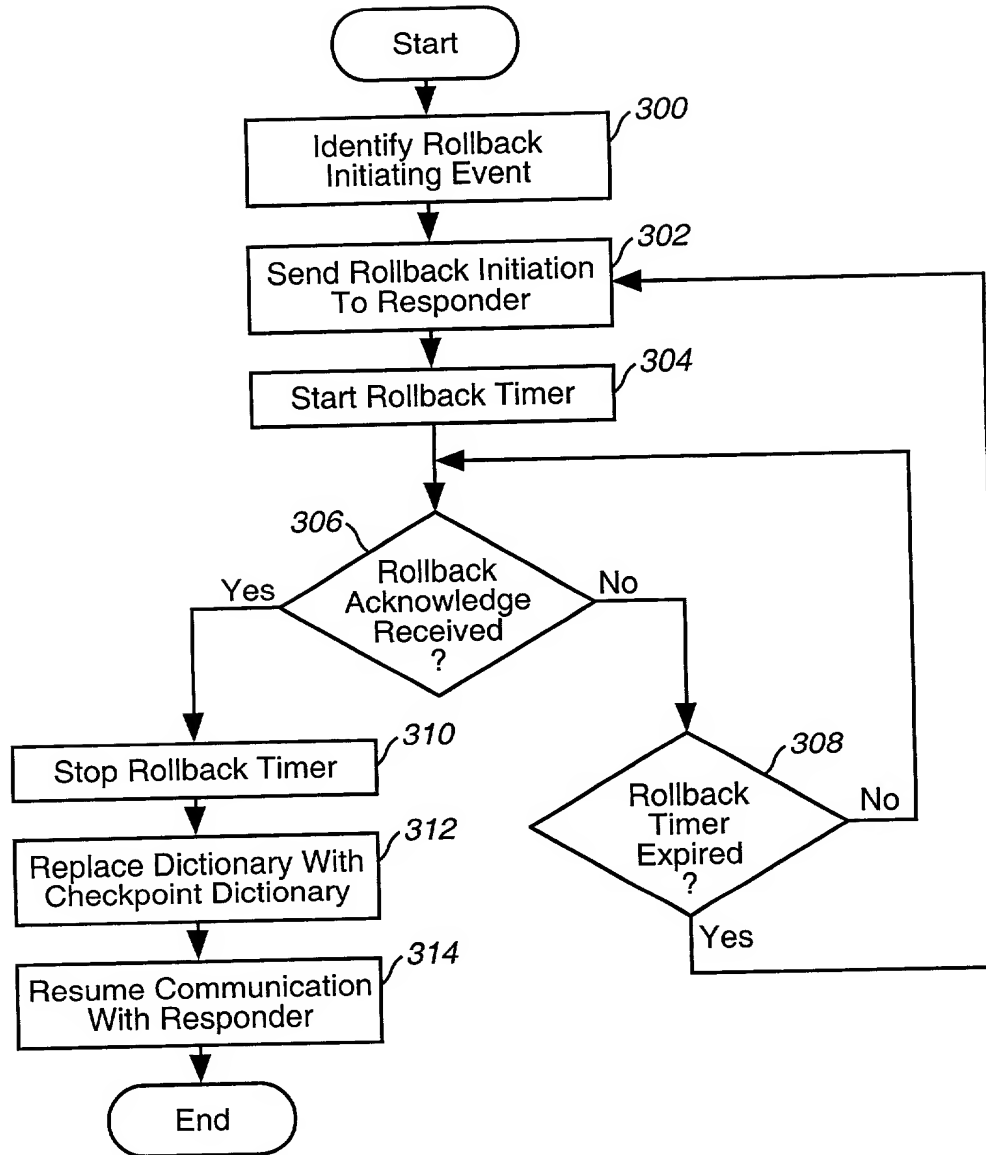 Start
300
Identify Rollback
Initiating Event
302
Send Rollback Initiation
To Responder
304
Start Rollback Timer
306
Rollback
Acknowledge
Received
?
Yes
No
310
Stop Rollback Timer
308
Rollback
Timer
Expired
?
No
Yes
312
Replace Dictionary With
Checkpoint Dictionary
314
Resume Communication
With Responder
End